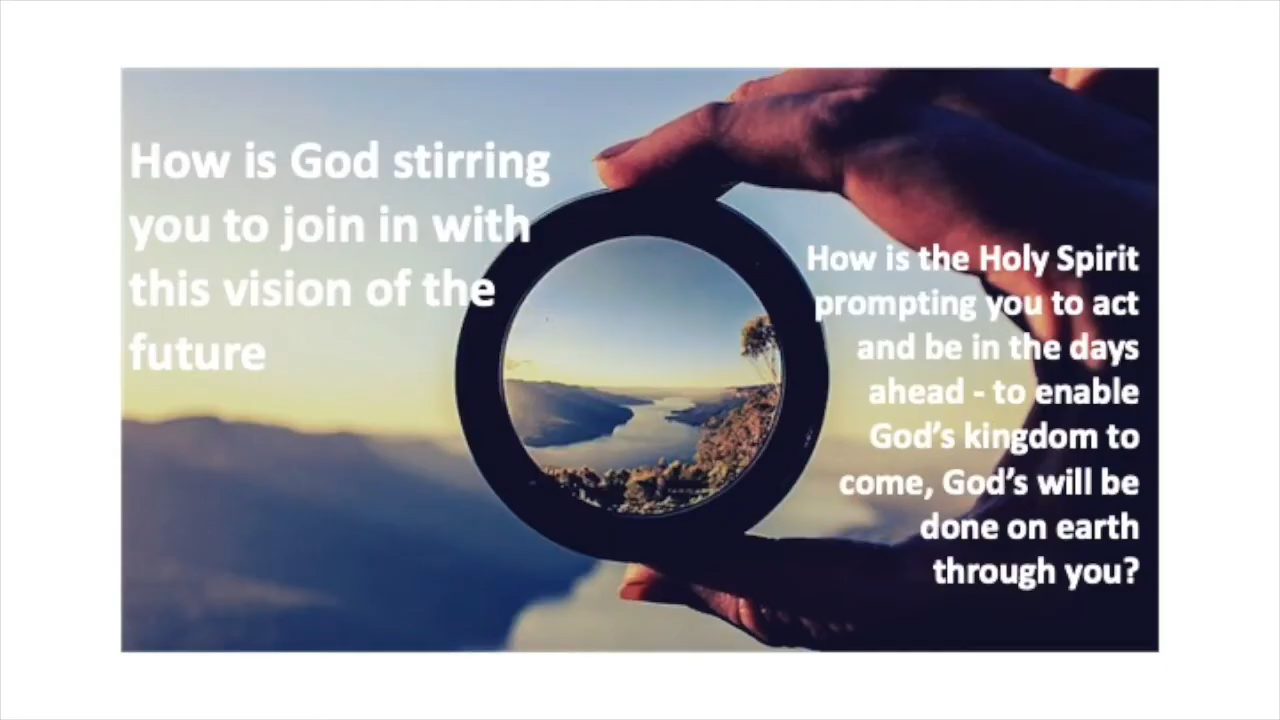 How is God stirring
you to join in with
this vision of the
future
How is the Holy Spirit
prompting you to act
and be in the days
ahead - to enable
God’s kingdom to
come, God’s will be
done on earth
through you?